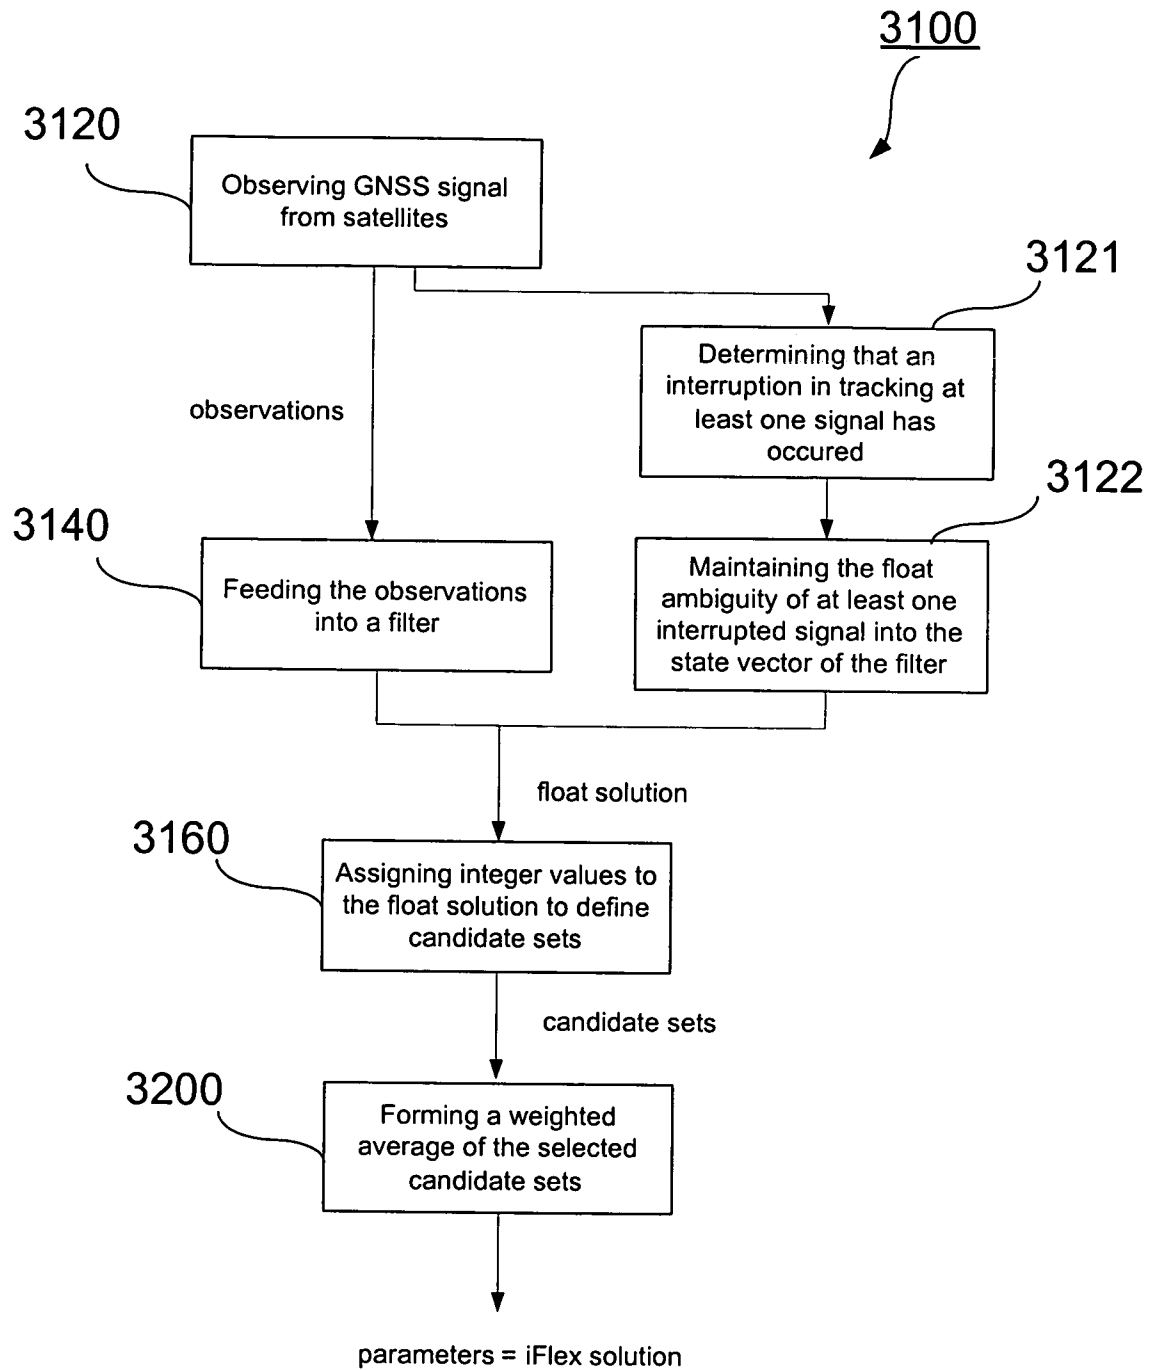 3100
3120
Observing GNSS signal
from satellites
3121
Determining that an
interruption in tracking at
least one signal has
occured
observations
3122
3140
Feeding the observations
into a filter
Maintaining the float
ambiguity of at least one
interrupted signal into the
state vector of the filter
float solution
3160
Assigning integer values to
the float solution to define
candidate sets
candidate sets
3200
Forming a weighted
average of the selected
candidate sets
parameters = iFlex solution